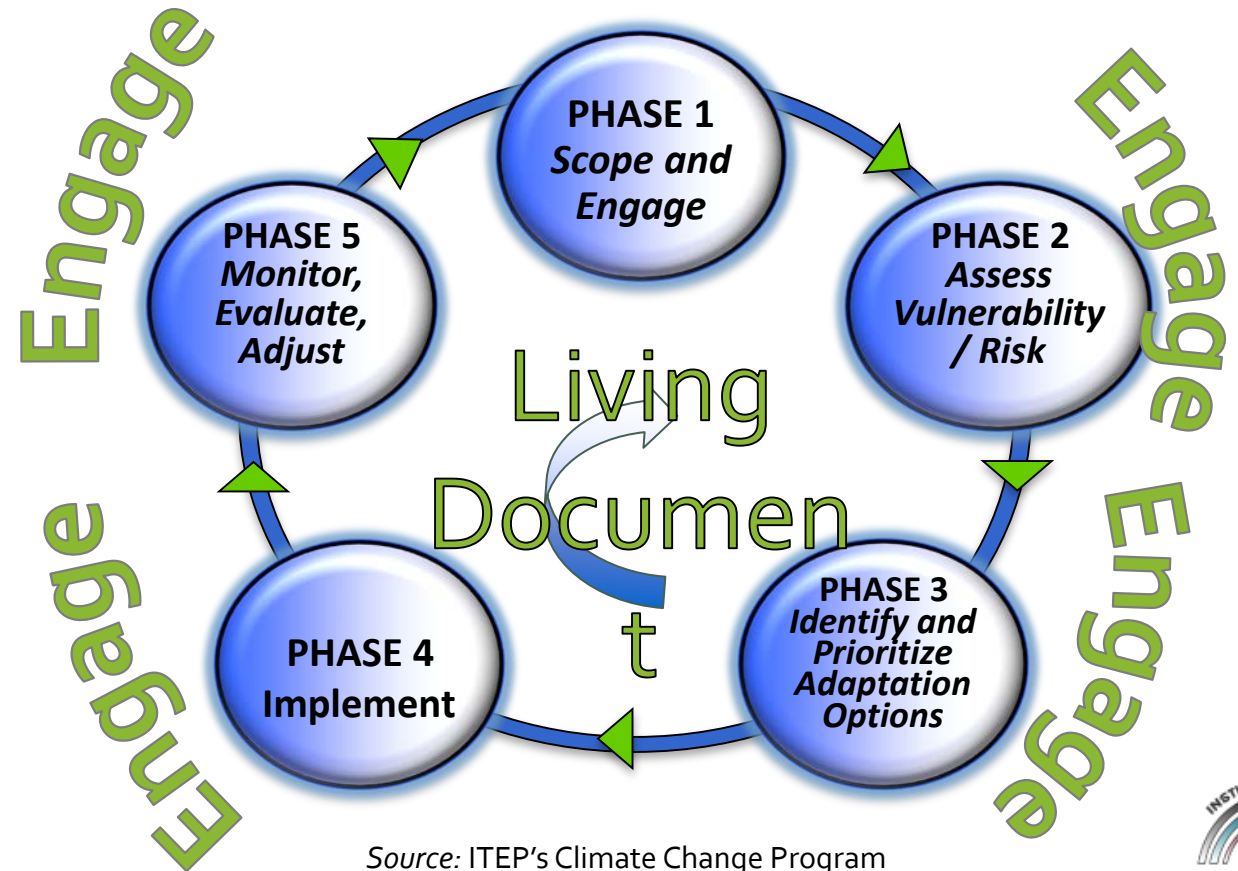 Engage
Engage
PHASE 1
Scope and
Engage
PHASE 5
Monitor,
Evaluate,
Adjust
PHASE 2
Assess
Vulnerability
/ Risk
Living
Documen
t
Engage
Engage
PHASE 4
Implement
PHASE 3
Identify and
Prioritize
Adaptation
Options
Source: ITEP's Climate Change Program